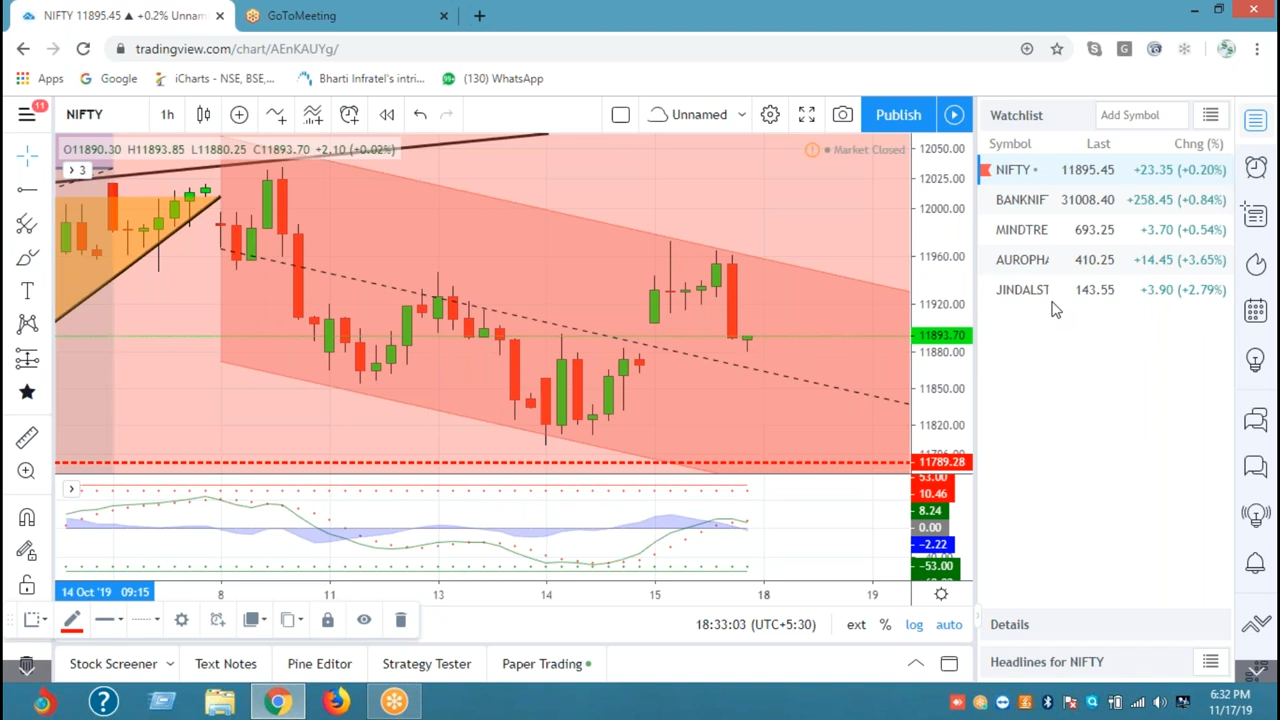 NIFTY 11895.45 ▲ +0.2% Unnam
GoToMeeting
tradingview.com/chart/AEnKAUYg/
Apps
Google
iCharts - NSE, BSE,...
Bharti Infratel's intri...
(130) WhatsApp
11
NIFTY
1h
Unnamed
Publish
O11890.30 H11893.85 L11880.25 C11893.70 +2.10 (+0.02%)
Market Closed
3
12050.00
12025.00
12000.00
11960.00
11920.00
11893.70
11880.00
11850.00
11820.00
11789.28
53.00
10.46
8.24
0.00
−2.22
−53.00
14 Oct '19 09:15
8
11
13
14
15
18
19
18:33:03 (UTC+5:30)
ext
%
log
auto
Stock Screener
Text Notes
Pine Editor
Strategy Tester
Paper Trading
Watchlist
Add Symbol
Symbol Last Chng (%)
NIFTY 11895.45 +23.35 (+0.20%)
BANKNIF 31008.40 +258.45 (+0.84%)
MINDTRE 693.25 +3.70 (+0.54%)
AUROPHA 410.25 +14.45 (+3.65%)
JINDALST 143.55 +3.90 (+2.79%)
Details
Headlines for NIFTY
6:32 PM
11/17/19